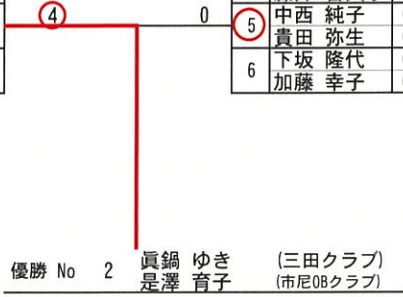 ④ 0 ⑤ 中西 純子
貴田 弥生
6 下坂 隆代
加藤 幸子
優勝 No 2 眞鍋 ゆき (三田クラブ)
是澤 育子 (市尼OBクラブ)